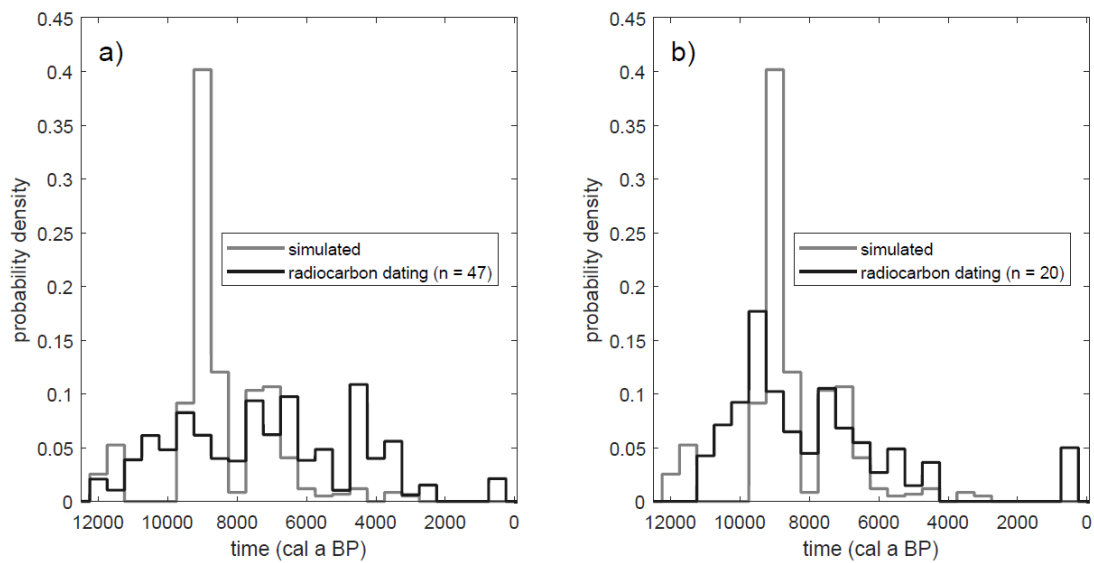 a)
probability density
0.45
0.4
0.35
0.3
0.25
0.2
0.15
0.1
0.05
0
simulated
radiocarbon dating (n = 47)
12000 10000 8000 6000 4000 2000 0
time (cal a BP)
b)
probability density
0.45
0.4
0.35
0.3
0.25
0.2
0.15
0.1
0.05
0
simulated
radiocarbon dating (n = 20)
12000 10000 8000 6000 4000 2000 0
time (cal a BP)